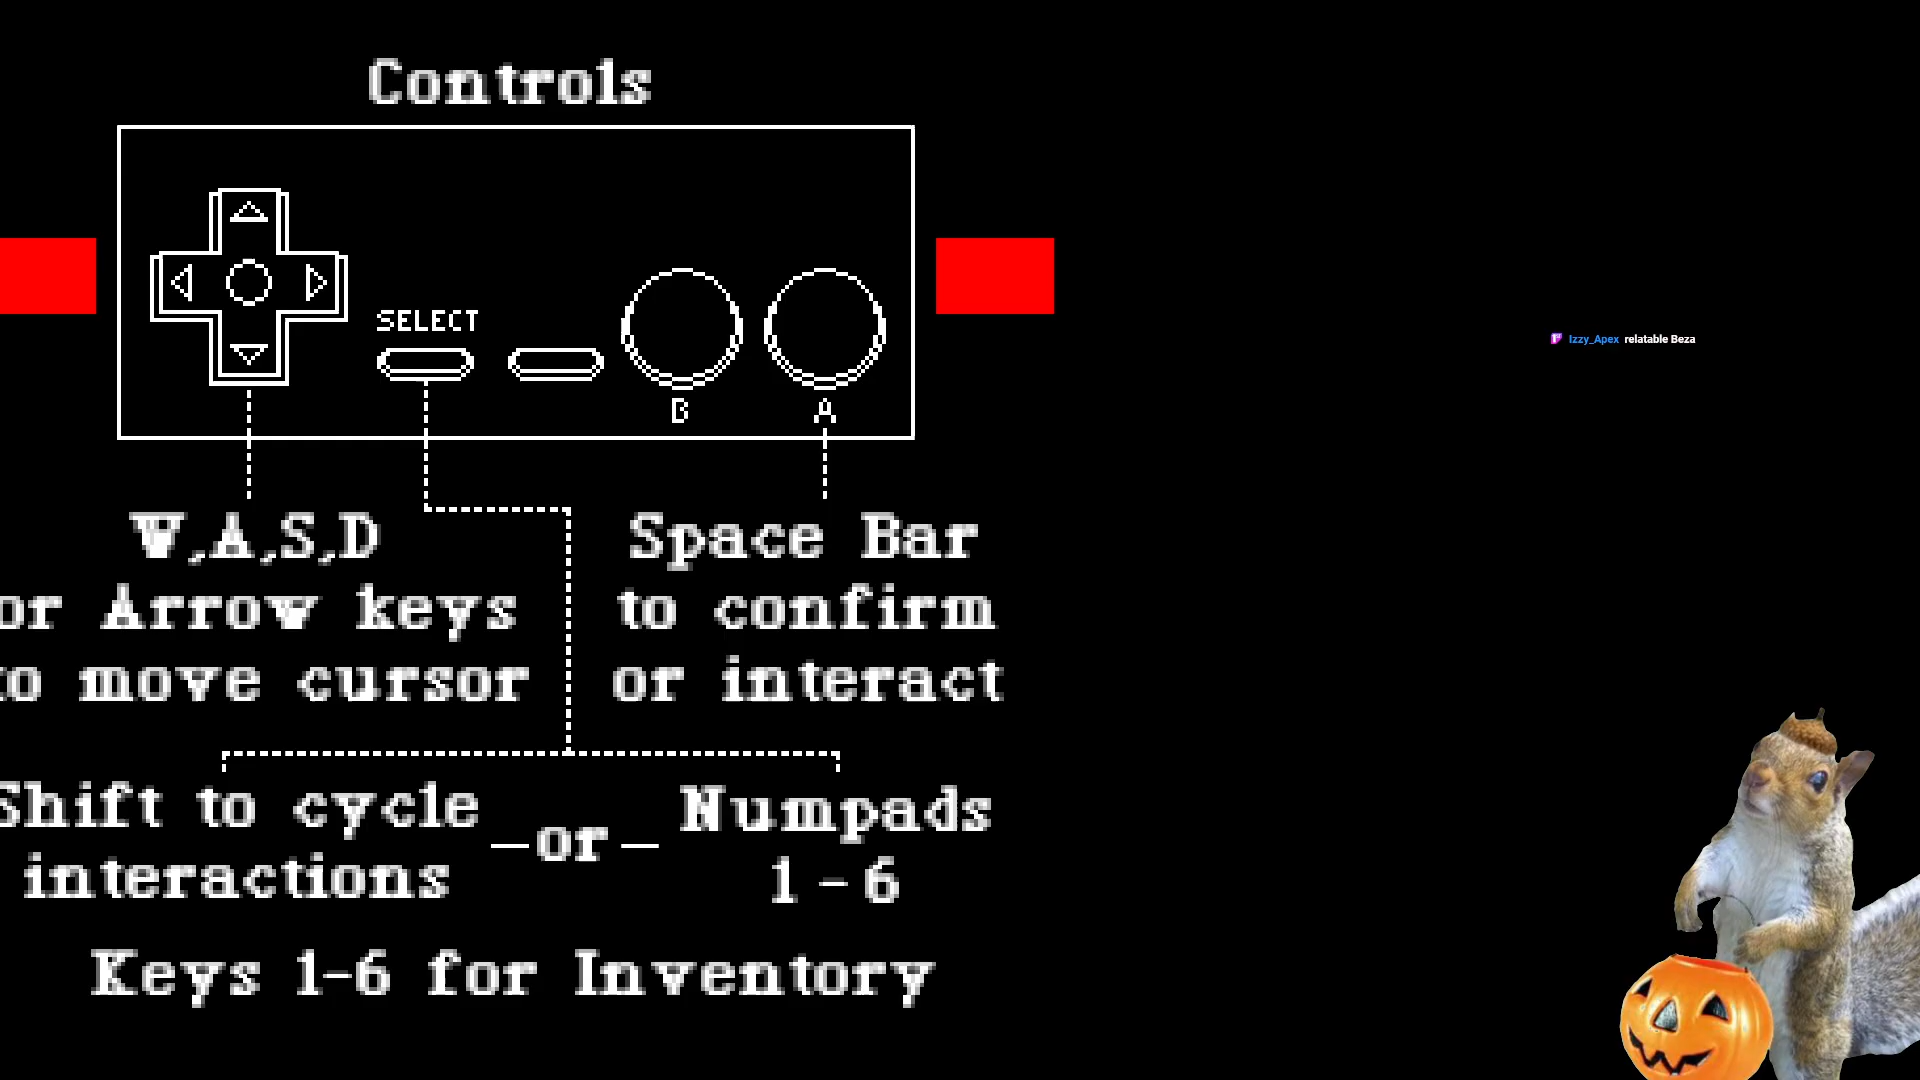 Controls
SELECT
B
A
W,A,S,D
or Arrow keys
to move cursor
Space Bar
to confirm
or interact
Shift to cycle
interactions
-or-
Numpads
1-6
Keys 1-6 for Inventory
Izzy_Apex relatable Beza